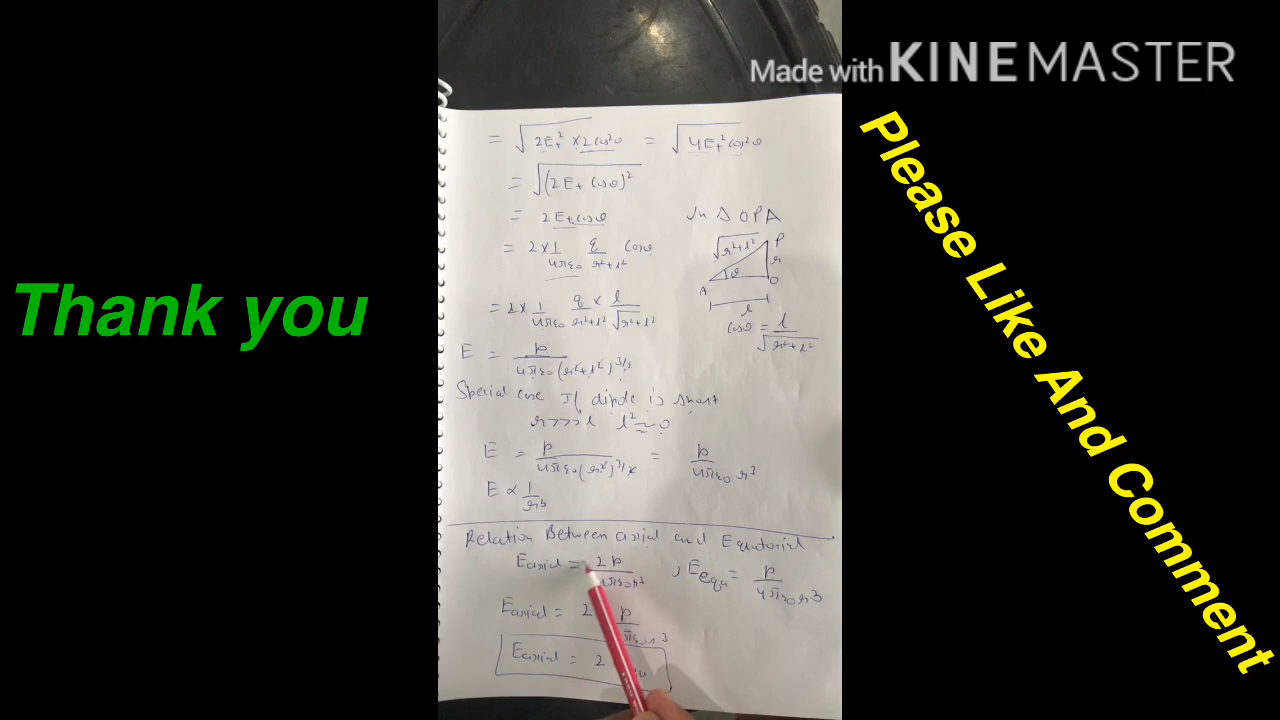 Made with KINEMASTER
Thank you
Please Like And Comment
= √2E₊² × 2cos²θ = √4E₊²cos²θ
= √(2E₊ cosθ)²
= 2E₊cosθ
In Δ OPA
= 2 × 1/4πε₀ q/r²+l² cosθ
√r²+l² P
r
θ
A O
l
= 2 × 1/4πε₀ q/r²+l² × l/√r²+l²
cosθ = l/√r²+l²
E = p/4πε₀(r²+l²)^3/2
Special case If dipole is short
r>>>l l²≈0
E = p/4πε₀(r²)^3/2 = p/4πε₀r³
E ∝ 1/r³
Relation Between axial and Equatorial
Eaxial = 2p/4πε₀r³ , Eequ = p/4πε₀r³
Eaxial = 2 p/πε₀r³
Eaxial = 2